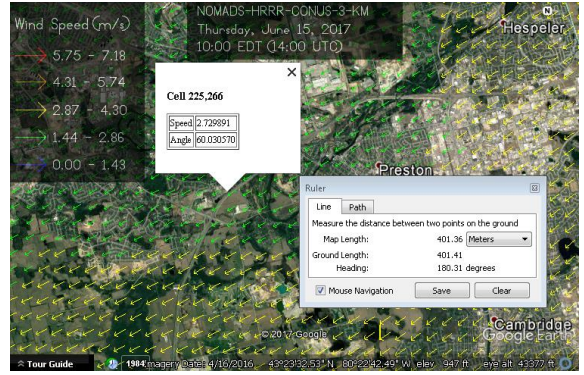 Wind Speed (m/s)
5.75 - 7.18
4.31 - 5.74
2.87 - 4.30
1.44 - 2.86
0.00 - 1.43
NOMADS-HRRR-CONUS-3-KM
Thursday, June 15, 2017
10:00 EDT (14:00 UTC)
N
Hespeler
Cell 225,266
Speed 2.729891
Angle 60.030570
Preston
Ruler
Line Path
Measure the distance between two points on the ground
Map Length: 401.36 Meters
Ground Length: 401.41
Heading: 180.31 degrees
Mouse Navigation Save Clear
Cambridge
© 2017 Google
Google Earth
Tour Guide 1984 Imagery Date: 4/16/2016 43°23'32.53" N 80°22'42.49" W elev 947 ft eye alt 43377 ft